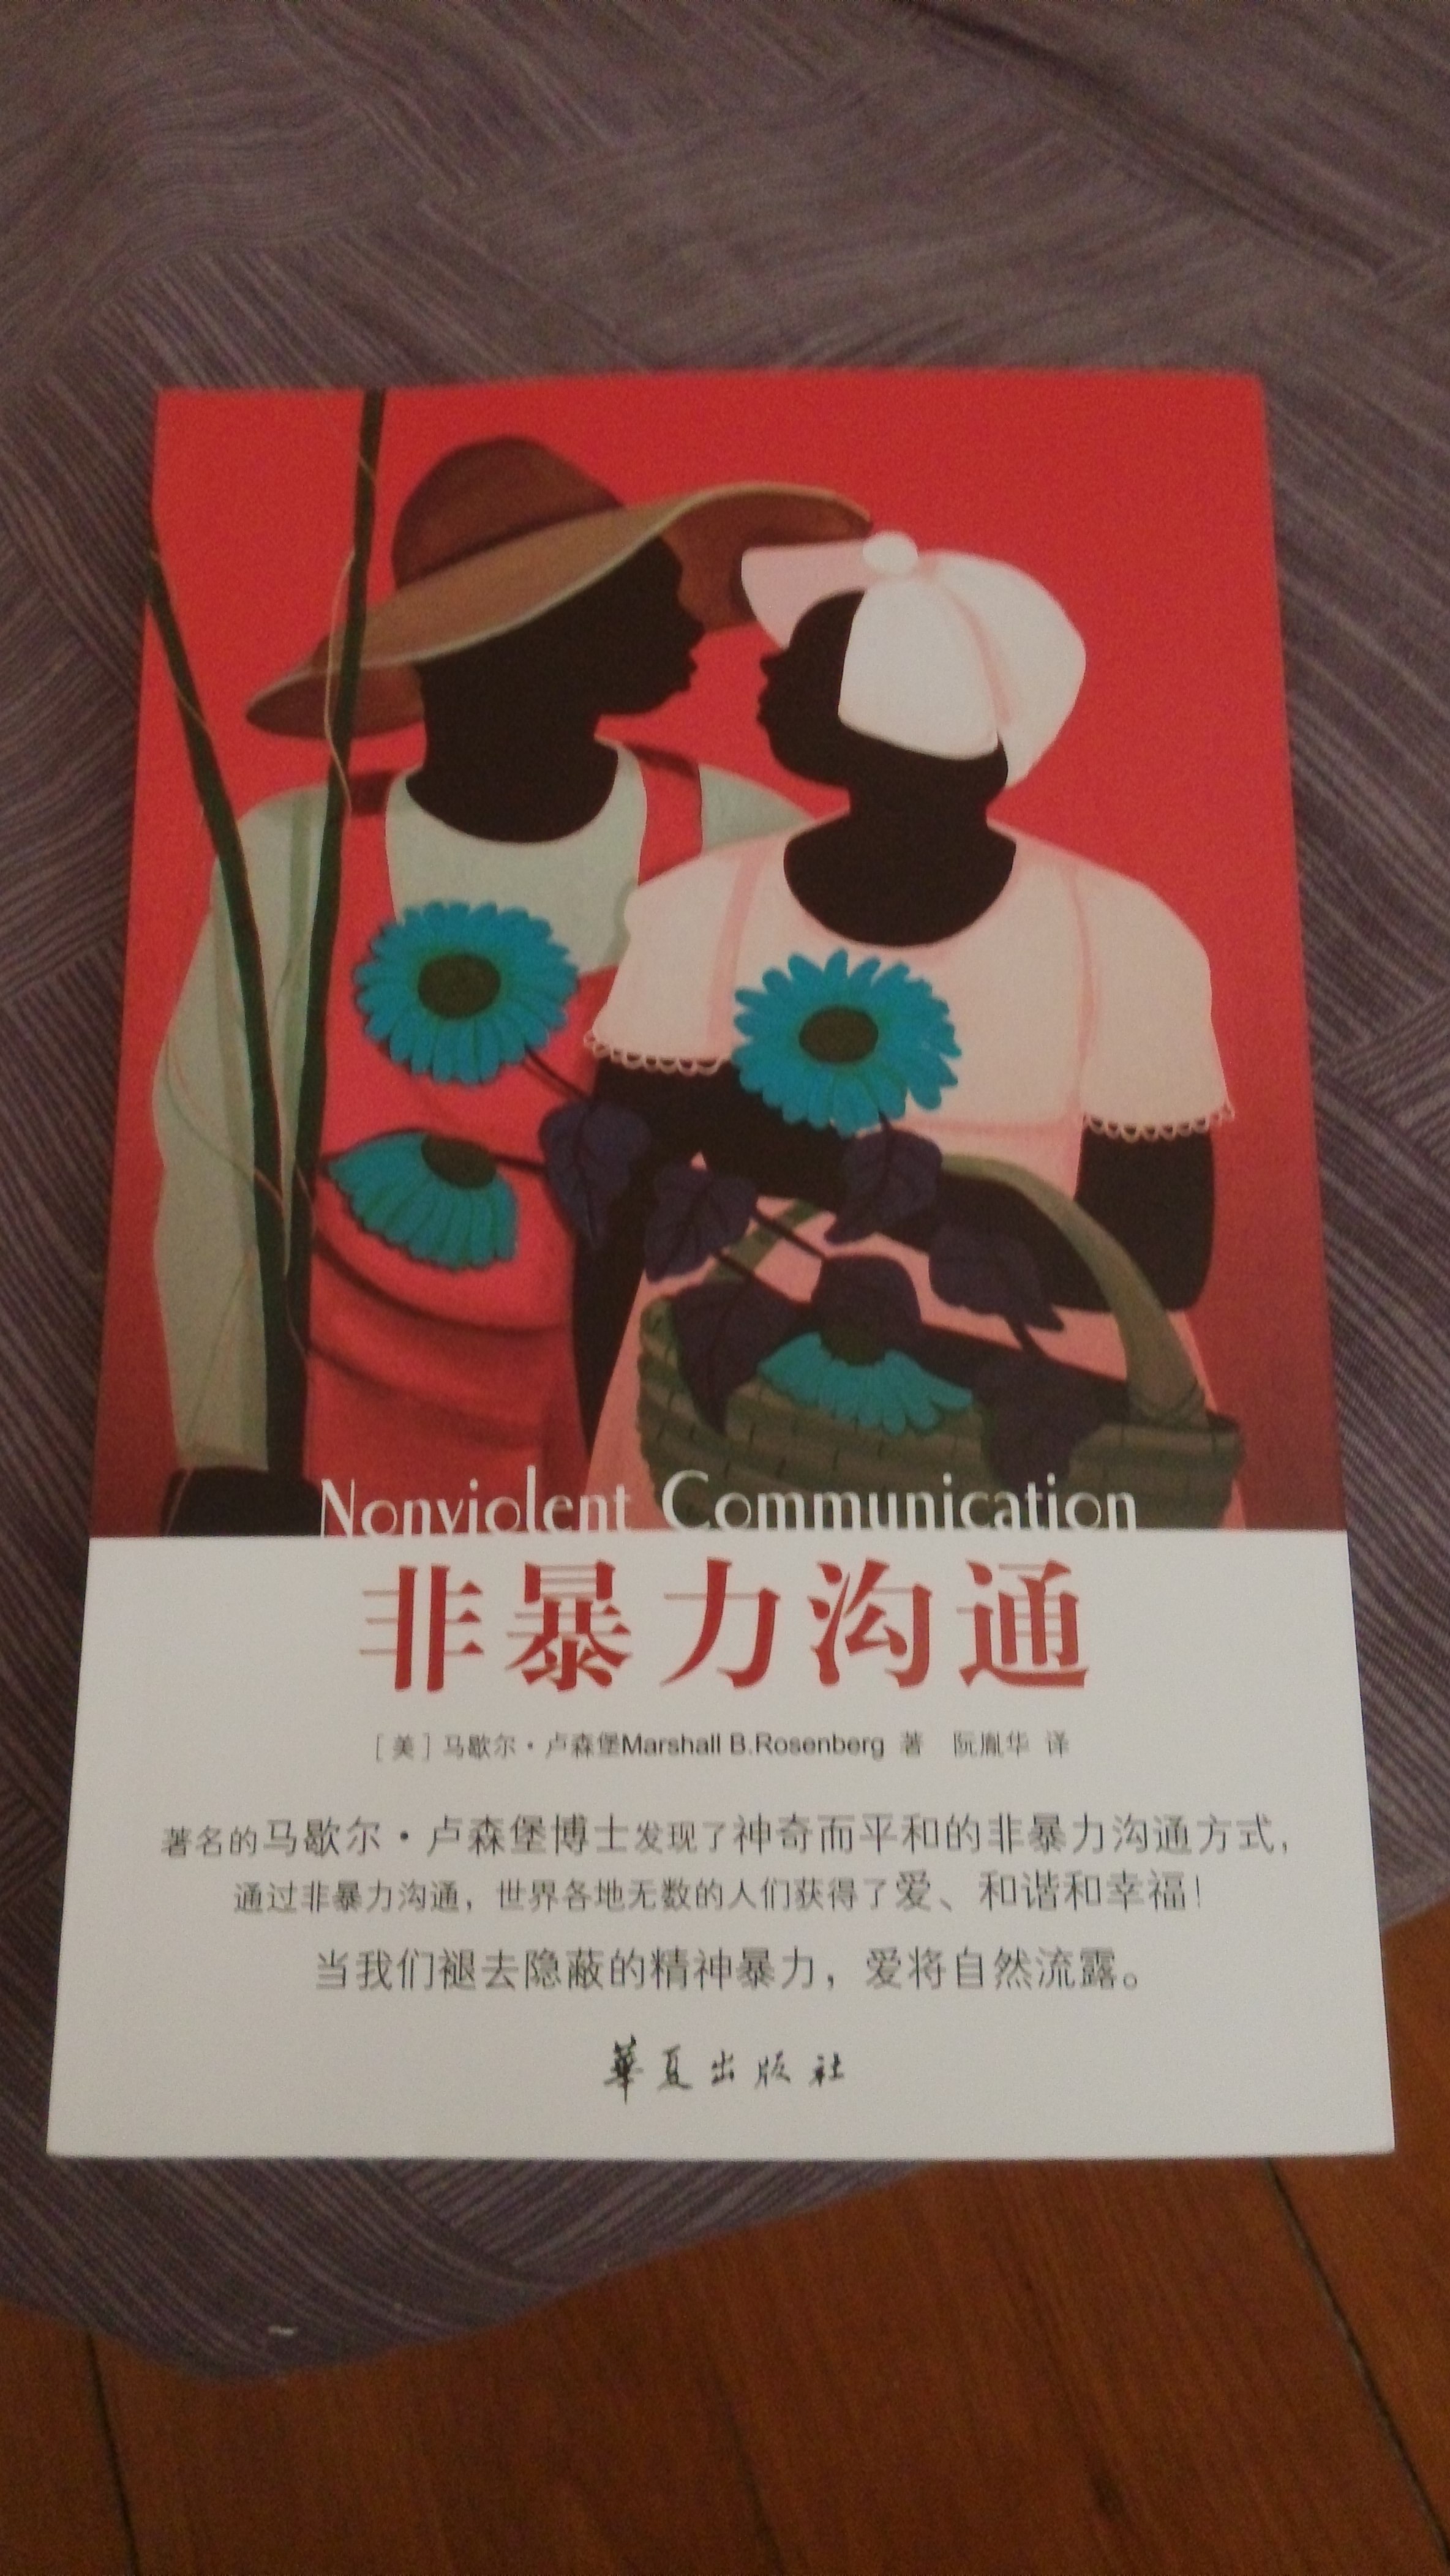 Nonviolent Communication
非暴力沟通
［美］马歇尔·卢森堡Marshall B.Rosenberg 著 阮胤华 译
著名的马歇尔·卢森堡博士发现了神奇而平和的非暴力沟通方式，
通过非暴力沟通，世界各地无数的人们获得了爱、和谐和幸福！
当我们褪去隐蔽的精神暴力，爱将自然流露。
華夏出版社